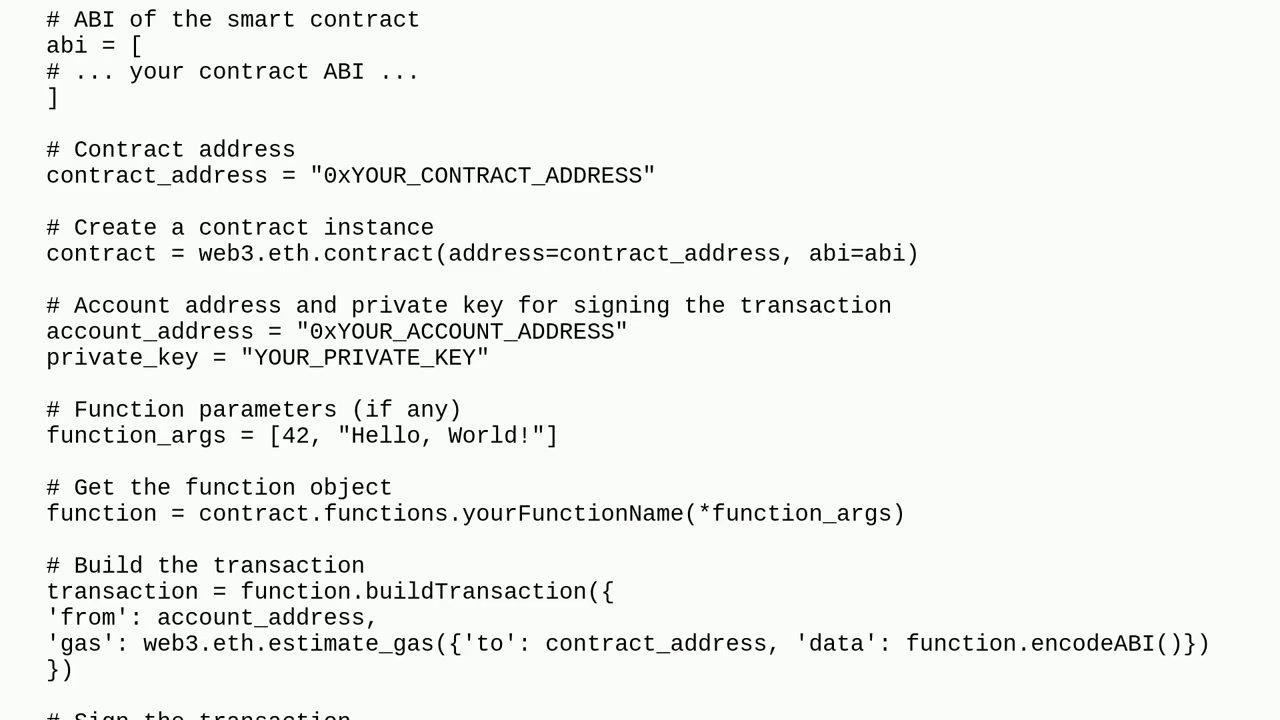 # ABI of the smart contract
abi = [
# ... your contract ABI ...
]
# Contract address
contract_address = "0xYOUR_CONTRACT_ADDRESS"
# Create a contract instance
contract = web3.eth.contract(address=contract_address, abi=abi)
# Account address and private key for signing the transaction
account_address = "0xYOUR_ACCOUNT_ADDRESS"
private_key = "YOUR_PRIVATE_KEY"
# Function parameters (if any)
function_args = [42, "Hello, World!"]
# Get the function object
function = contract.functions.yourFunctionName(*function_args)
# Build the transaction
transaction = function.buildTransaction({
'from': account_address,
'gas': web3.eth.estimate_gas({'to': contract_address, 'data': function.encodeABI()})
})
# Sign the transaction